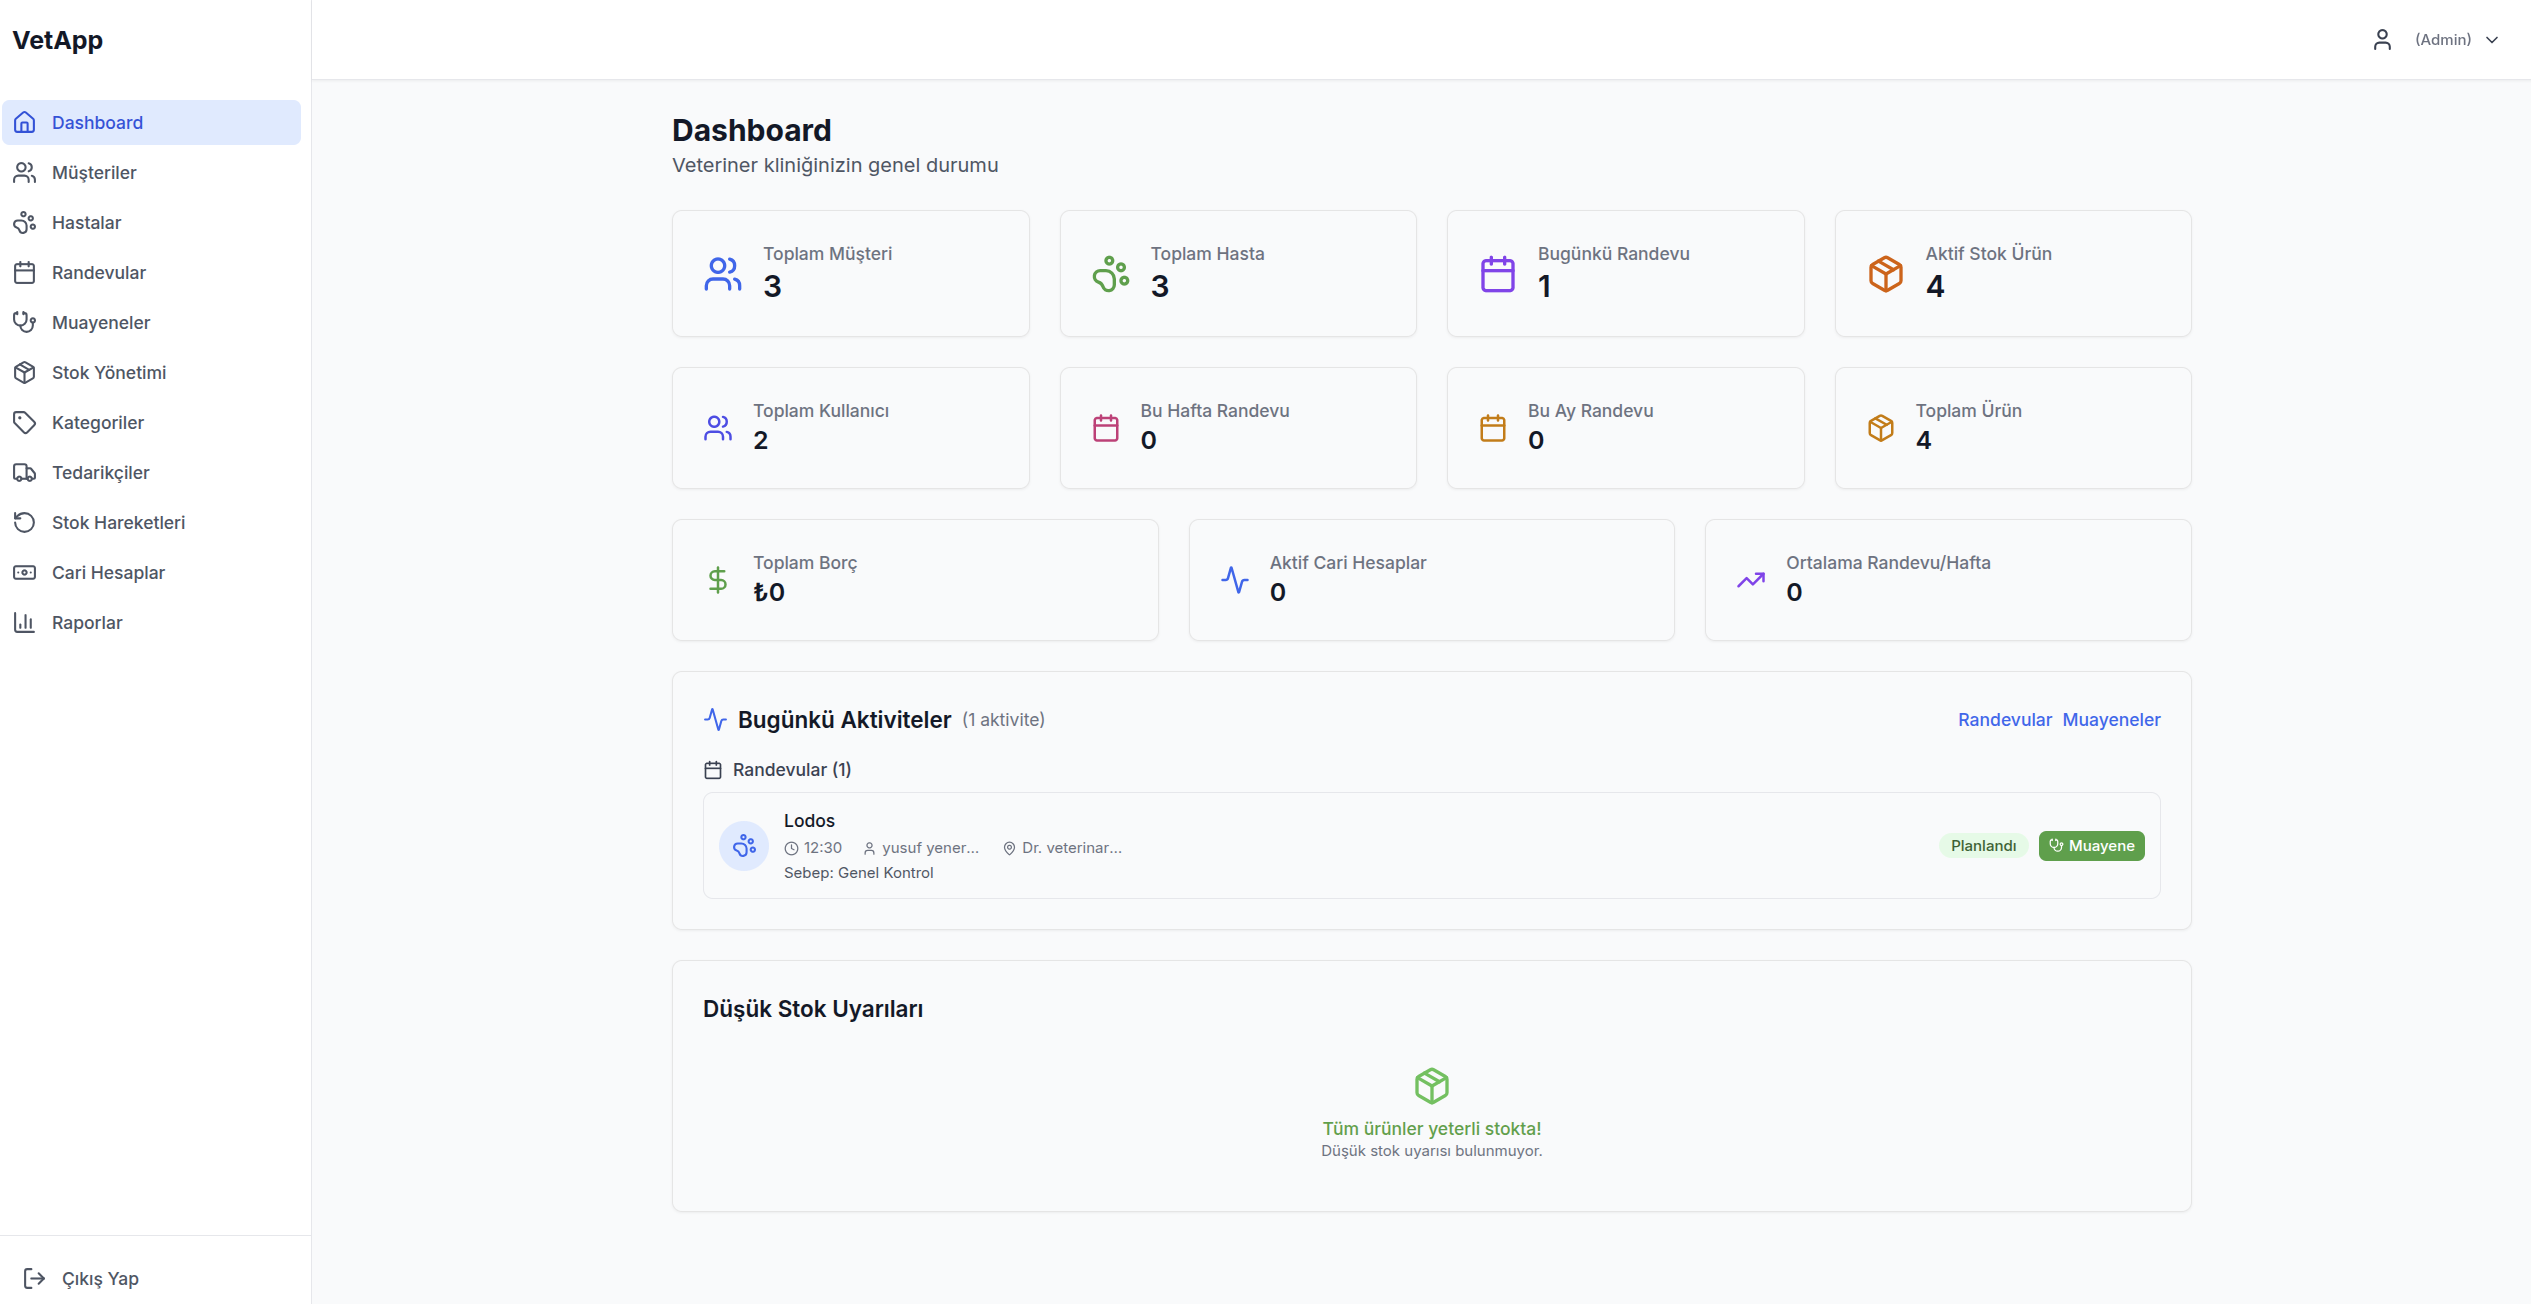 VetApp
(Admin)
Dashboard
Müşteriler
Hastalar
Randevular
Muayeneler
Stok Yönetimi
Kategoriler
Tedarikçiler
Stok Hareketleri
Cari Hesaplar
Raporlar
Çıkış Yap
Dashboard
Veteriner kliniğinizin genel durumu
Toplam Müşteri
3
Toplam Hasta
3
Bugünkü Randevu
1
Aktif Stok Ürün
4
Toplam Kullanıcı
2
Bu Hafta Randevu
0
Bu Ay Randevu
0
Toplam Ürün
4
Toplam Borç
₺0
Aktif Cari Hesaplar
0
Ortalama Randevu/Hafta
0
Bugünkü Aktiviteler (1 aktivite)
Randevular Muayeneler
Randevular (1)
Lodos
12:30 yusuf yener... Dr. veterinar...
Sebep: Genel Kontrol
Planlandı Muayene
Düşük Stok Uyarıları
Tüm ürünler yeterli stokta!
Düşük stok uyarısı bulunmuyor.